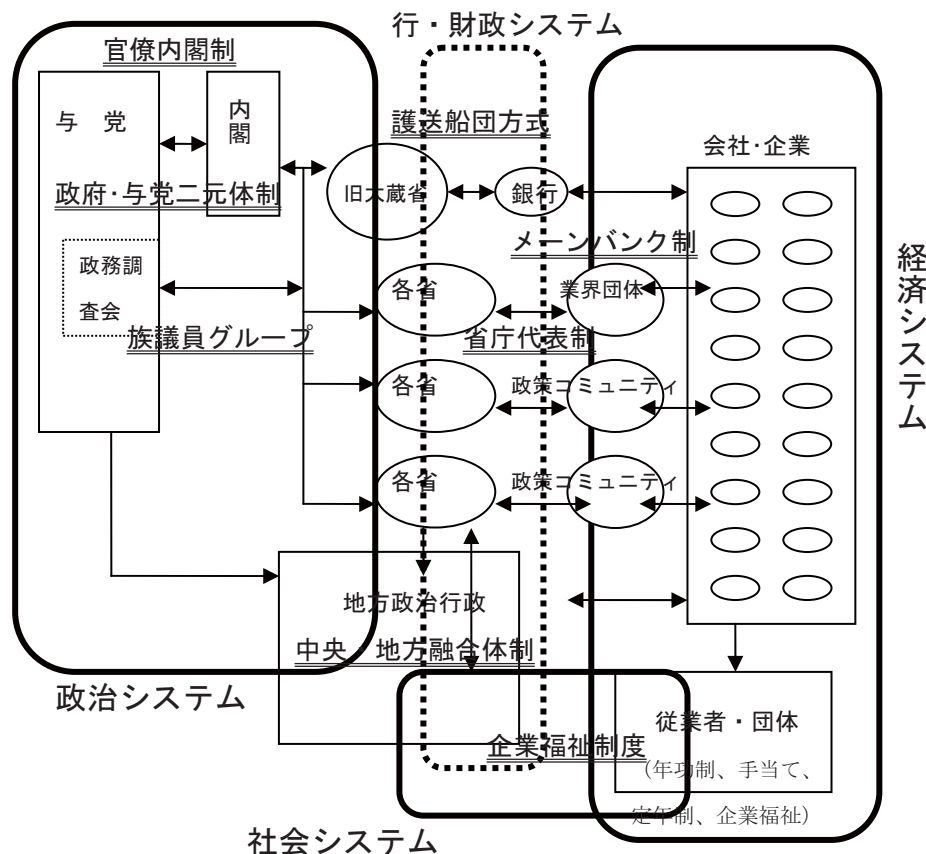 行・財政システム
官僚内閣制
与 党
内閣
護送船団方式
会社・企業
政府・与党二元体制
旧大蔵省
銀行
メーンバンク制
政務調
査会
各省
業界団体
族議員グループ
省庁代表制
経済システム
各省
政策コミュニティ
各省
政策コミュニティ
地方政治行政
中央・地方融合体制
政治システム
従業者・団体
企業福祉制度
（年功制、手当て、
定年制、企業福祉）
社会システム